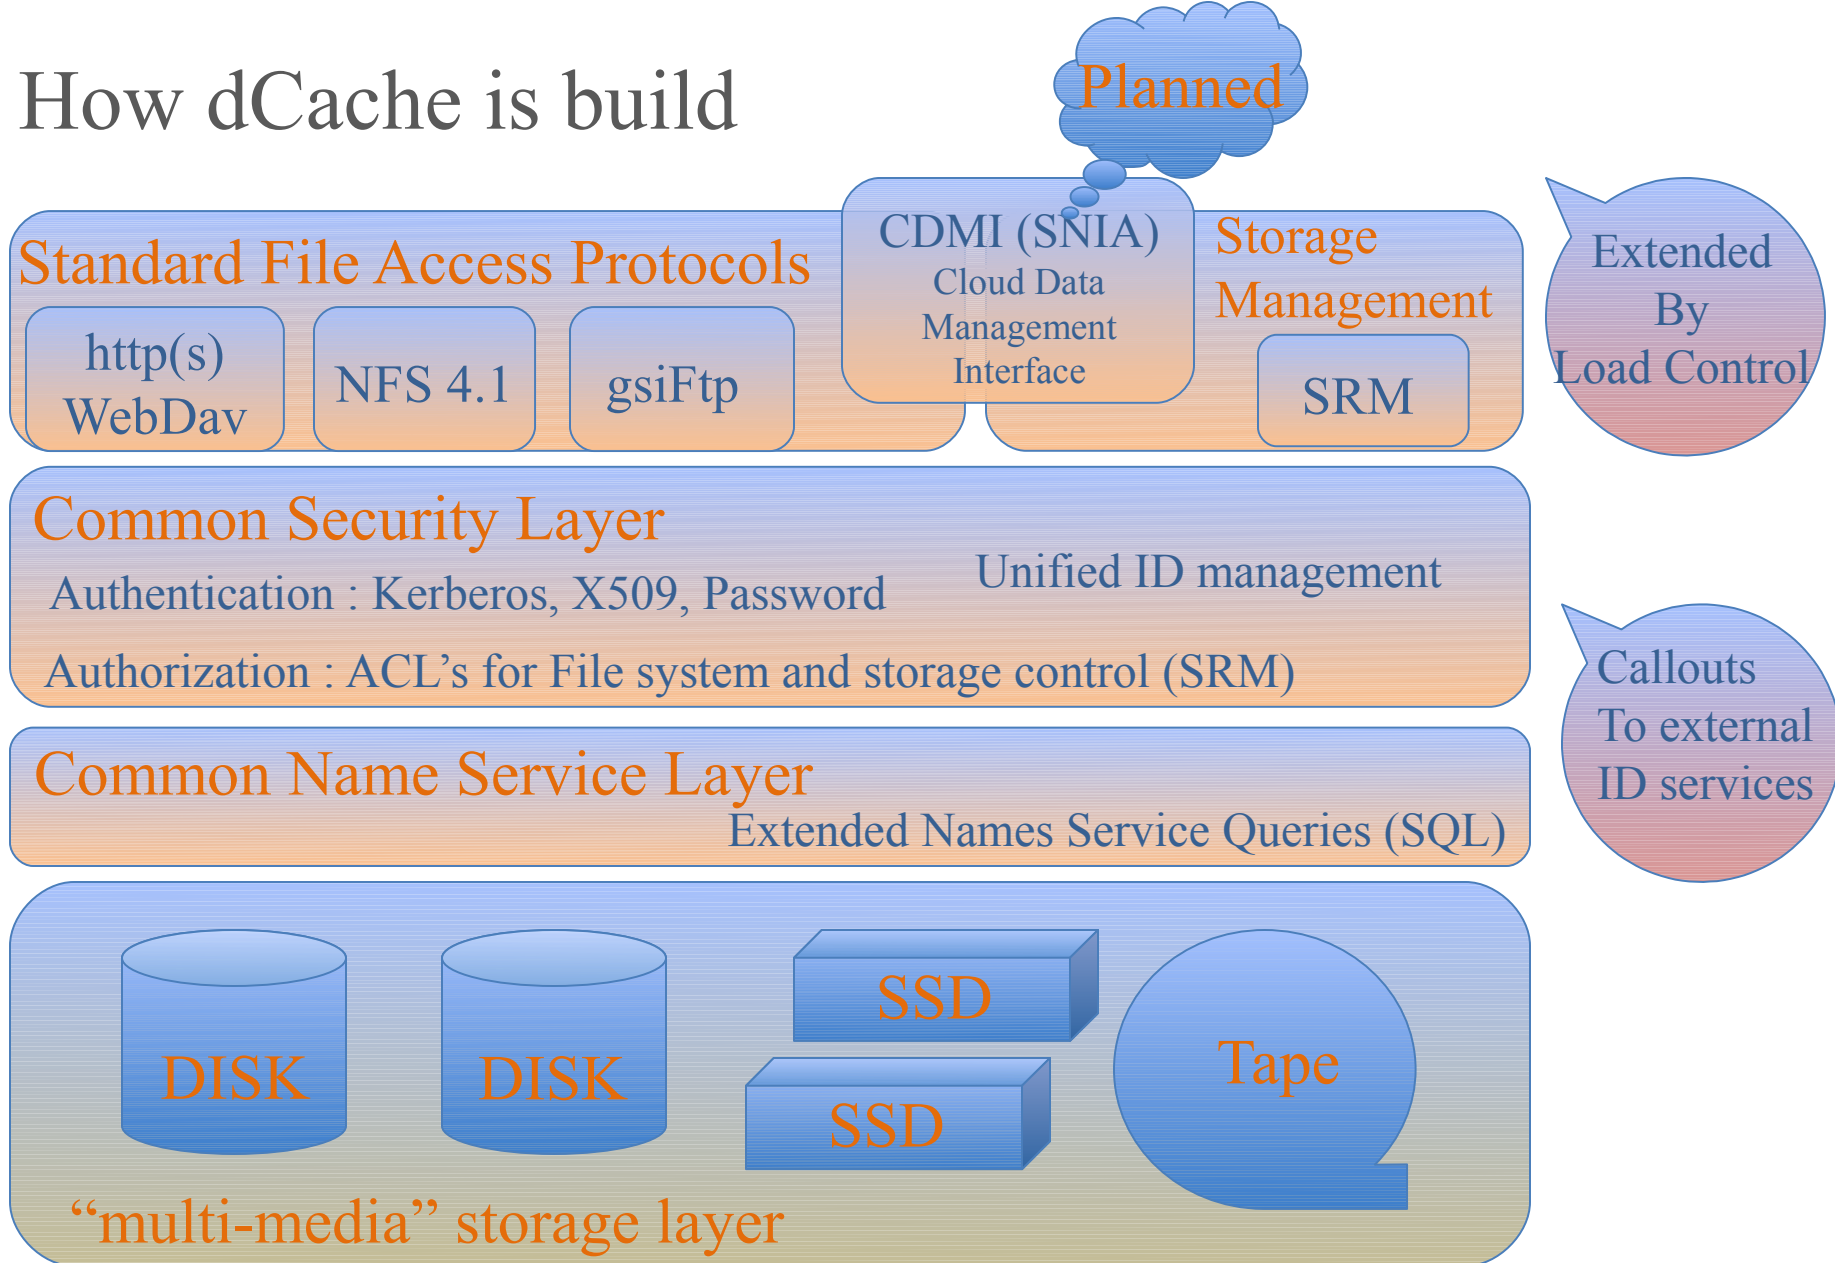 How dCache is build
Planned
Standard File Access Protocols
http(s)
WebDav
NFS 4.1
gsiFtp
CDMI (SNIA)
Cloud Data
Management
Interface
Storage
Management
SRM
Extended
By
Load Control
Common Security Layer
Unified ID management
Authentication : Kerberos, X509, Password
Authorization : ACL’s for File system and storage control (SRM)
Callouts
To external
ID services
Common Name Service Layer
Extended Names Service Queries (SQL)
DISK
DISK
SSD
SSD
Tape
“multi-media” storage layer